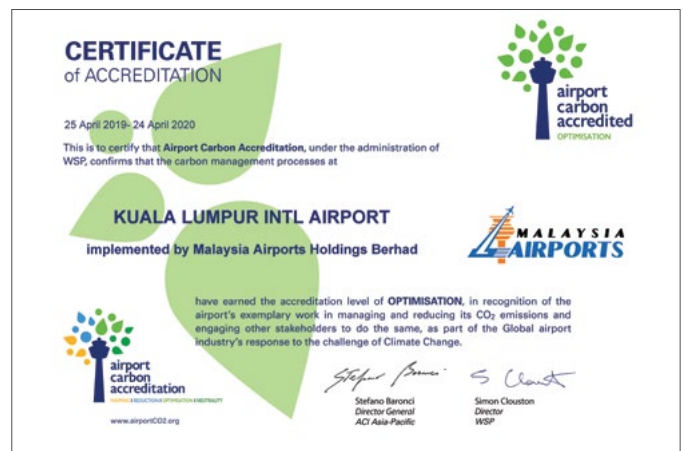 CERTIFICATE
of ACCREDITATION
airport
carbon
accredited
OPTIMISATION
25 April 2019- 24 April 2020
This is to certify that Airport Carbon Accreditation, under the administration of
WSP, confirms that the carbon management processes at
KUALA LUMPUR INTL AIRPORT
implemented by Malaysia Airports Holdings Berhad
MALAYSIA
AIRPORTS
have earned the accreditation level of OPTIMISATION, in recognition of the
airport's exemplary work in managing and reducing its CO₂ emissions and
engaging other stakeholders to do the same, as part of the Global airport
industry's response to the challenge of Climate Change.
airport
carbon
accreditation
MAPPING I REDUCTION I OPTIMISATION I NEUTRALITY
www.airportCO2.org
Stefano Baronci
Director General
ACI Asia-Pacific
Simon Clouston
Director
WSP